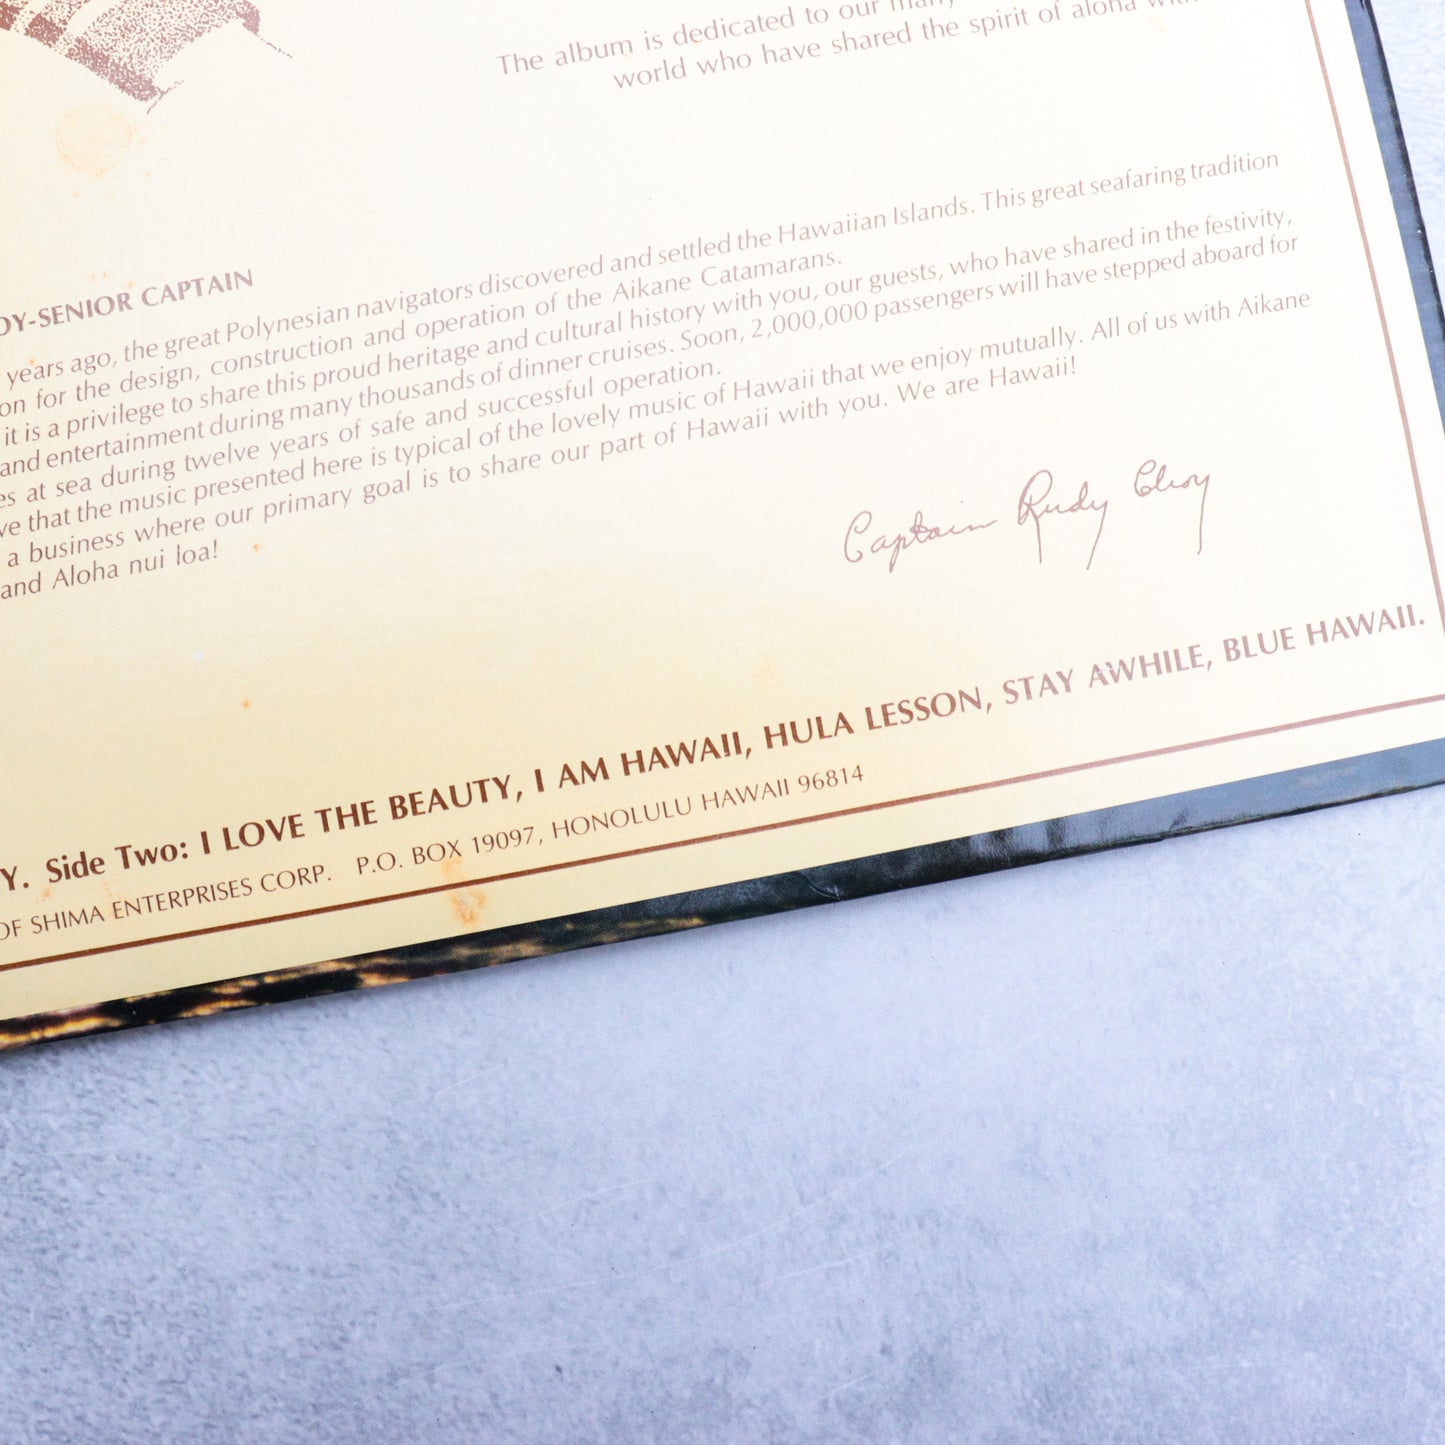 The album is dedicated to our many
world who have shared the spirit of aloha with
OY-SENIOR CAPTAIN
years ago, the great Polynesian navigators discovered and settled the Hawaiian Islands. This great seafaring tradition
on for the design, construction and operation of the Aikane Catamarans.
it is a privilege to share this proud heritage and cultural history with you, our guests, who have shared in the festivity,
and entertainment during many thousands of dinner cruises. Soon, 2,000,000 passengers will have stepped aboard for
es at sea during twelve years of safe and successful operation.
ve that the music presented here is typical of the lovely music of Hawaii that we enjoy mutually. All of us with Aikane
a business where our primary goal is to share our part of Hawaii with you. We are Hawaii!
and Aloha nui loa!
Captain Rudy Choy
Y. Side Two: I LOVE THE BEAUTY, I AM HAWAII, HULA LESSON, STAY AWHILE, BLUE HAWAII.
OF SHIMA ENTERPRISES CORP. P.O. BOX 19097, HONOLULU HAWAII 96814